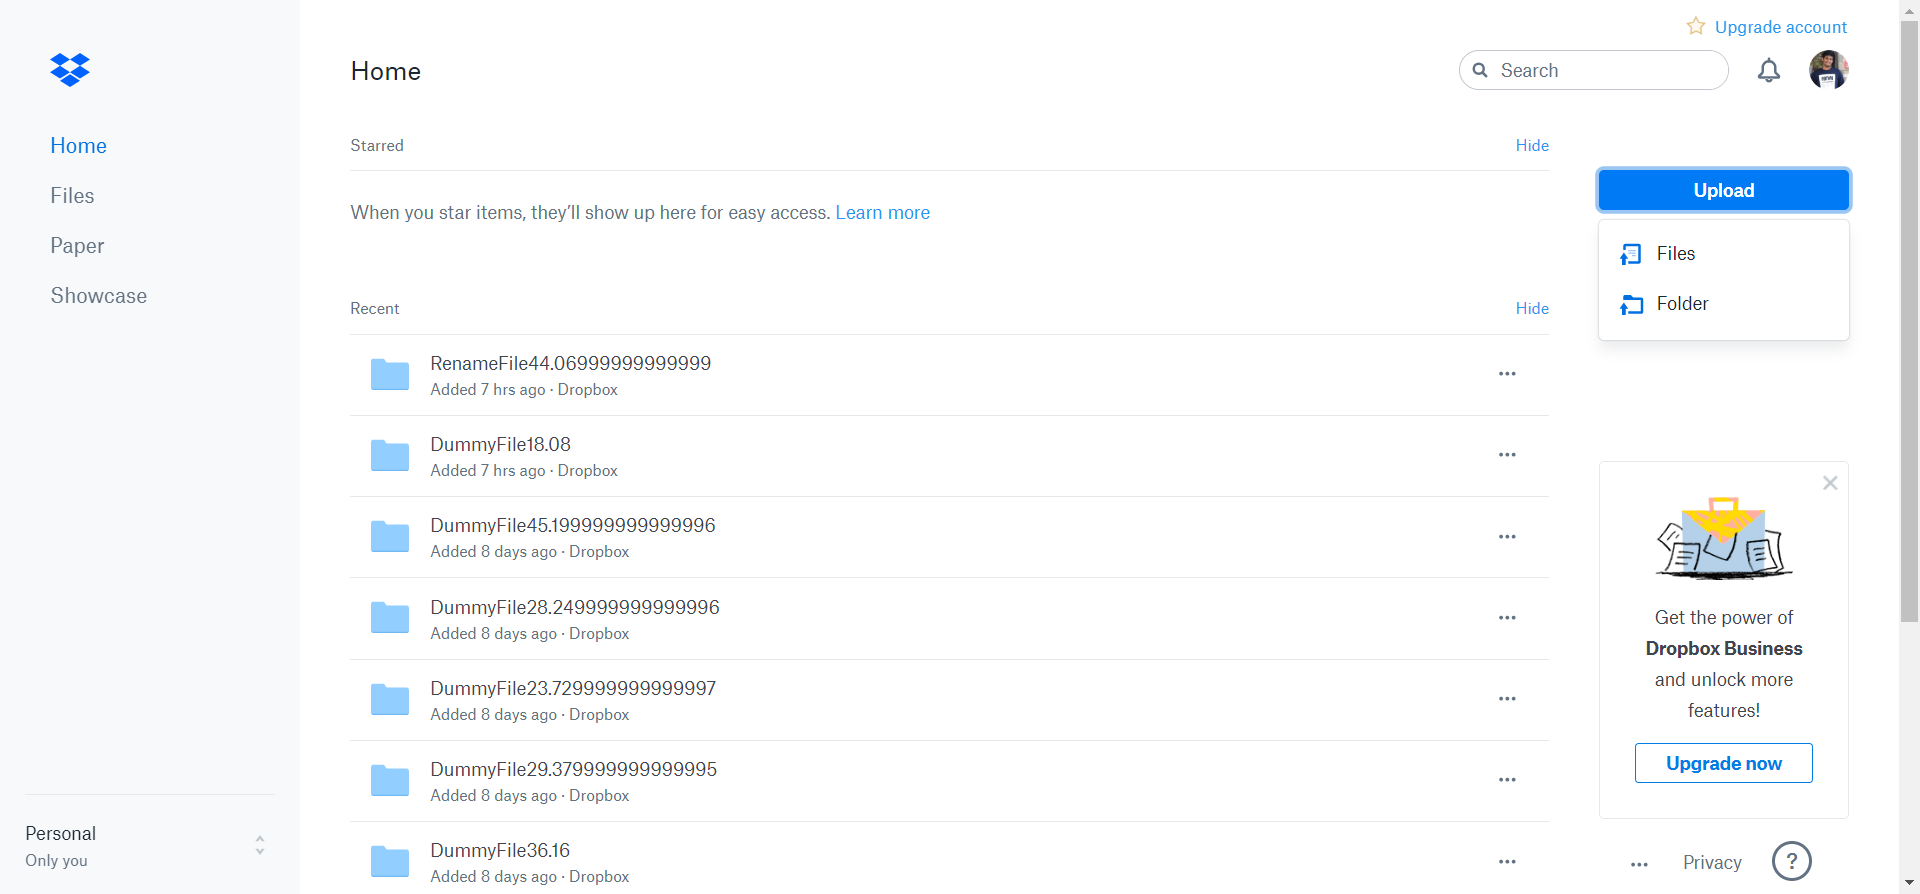 Upgrade account
Home
Search
Home
Files
Paper
Showcase
Starred
Hide
When you star items, they’ll show up here for easy access. Learn more
Upload
Files
Folder
Recent
Hide
RenameFile44.06999999999999
Added 7 hrs ago · Dropbox
DummyFile18.08
Added 7 hrs ago · Dropbox
DummyFile45.199999999999996
Added 8 days ago · Dropbox
DummyFile28.249999999999996
Added 8 days ago · Dropbox
DummyFile23.729999999999997
Added 8 days ago · Dropbox
DummyFile29.379999999999995
Added 8 days ago · Dropbox
DummyFile36.16
Added 8 days ago · Dropbox
Get the power of
Dropbox Business
and unlock more
features!
Upgrade now
Personal
Only you
Privacy
?